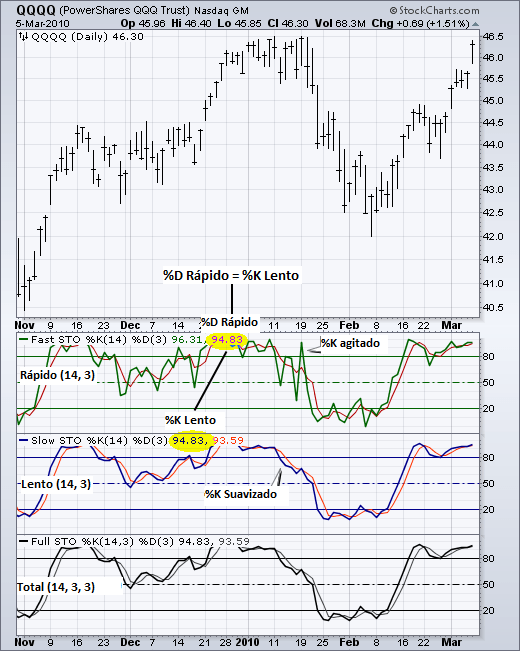 QQQQ (PowerShares QQQ Trust) Nasdaq GM © StockCharts.com
5-Mar-2010 Op 45.96 Hi 46.40 Lo 45.85 Cl 46.30 Vol 68.3M Chg +0.69 (+1.51%)
QQQQ (Daily) 46.30
46.5
46.0
45.5
45.0
44.5
44.0
43.5
43.0
42.5
42.0
41.5
41.0
40.5
%D Rápido = %K Lento
Nov 9 16 23 Dec 7 14 21 28 2010 11 19 25 Feb 8 16 22 Mar
%D Rápido
Fast STO %K(14) %D(3) 96.31, 94.83
%K agitado
80
50
20
Rápido (14, 3)
%K Lento
Slow STO %K(14) %D(3) 94.83, 93.59
80
50
20
Lento (14, 3)
%K Suavizado
Full STO %K(14,3) %D(3) 94.83, 93.59
80
50
20
Total (14, 3, 3)
Nov 9 16 23 Dec 7 14 21 28 2010 11 19 25 Feb 8 16 22 Mar